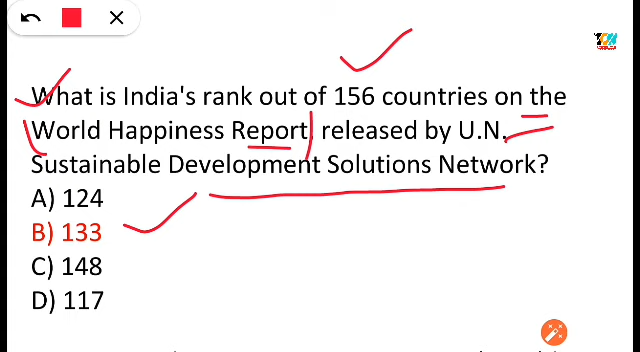 What is India's rank out of 156 countries on the
World Happiness Report, released by U.N.
Sustainable Development Solutions Network?
A) 124
B) 133
C) 148
D) 117